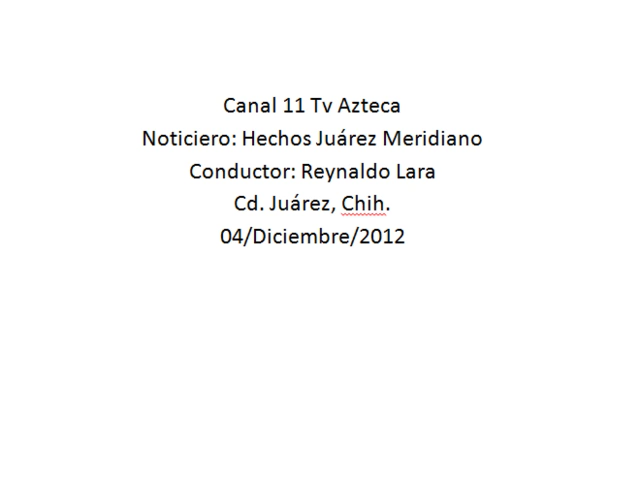 Canal 11 Tv Azteca
Noticiero: Hechos Juárez Meridiano
Conductor: Reynaldo Lara
Cd. Juárez, Chih.
04/Diciembre/2012